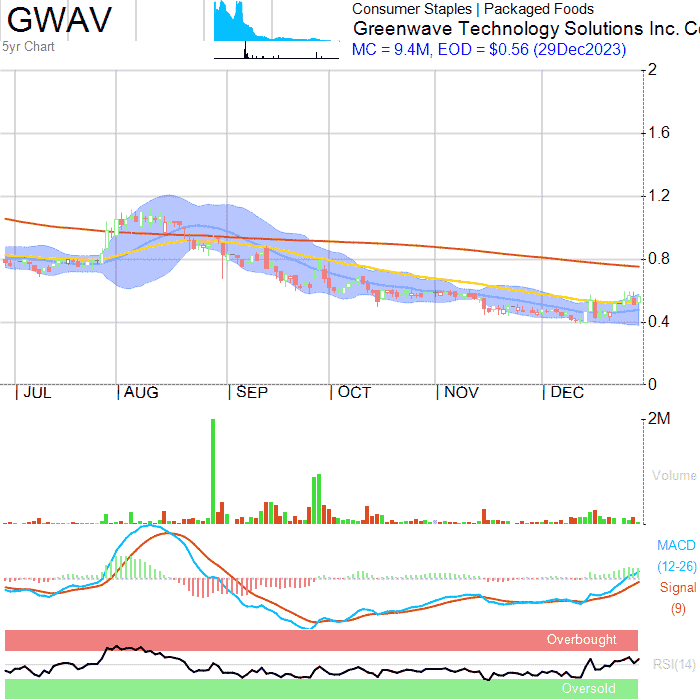 GWAV
5yr Chart
Consumer Staples | Packaged Foods
Greenwave Technology Solutions Inc. Co
MC = 9.4M, EOD = $0.56 (29Dec2023)
2
1.6
1.2
0.8
0.4
0
JUL AUG SEP OCT NOV DEC
2M
Volume
MACD
(12-26)
Signal
(9)
Overbought
RSI(14)
Oversold